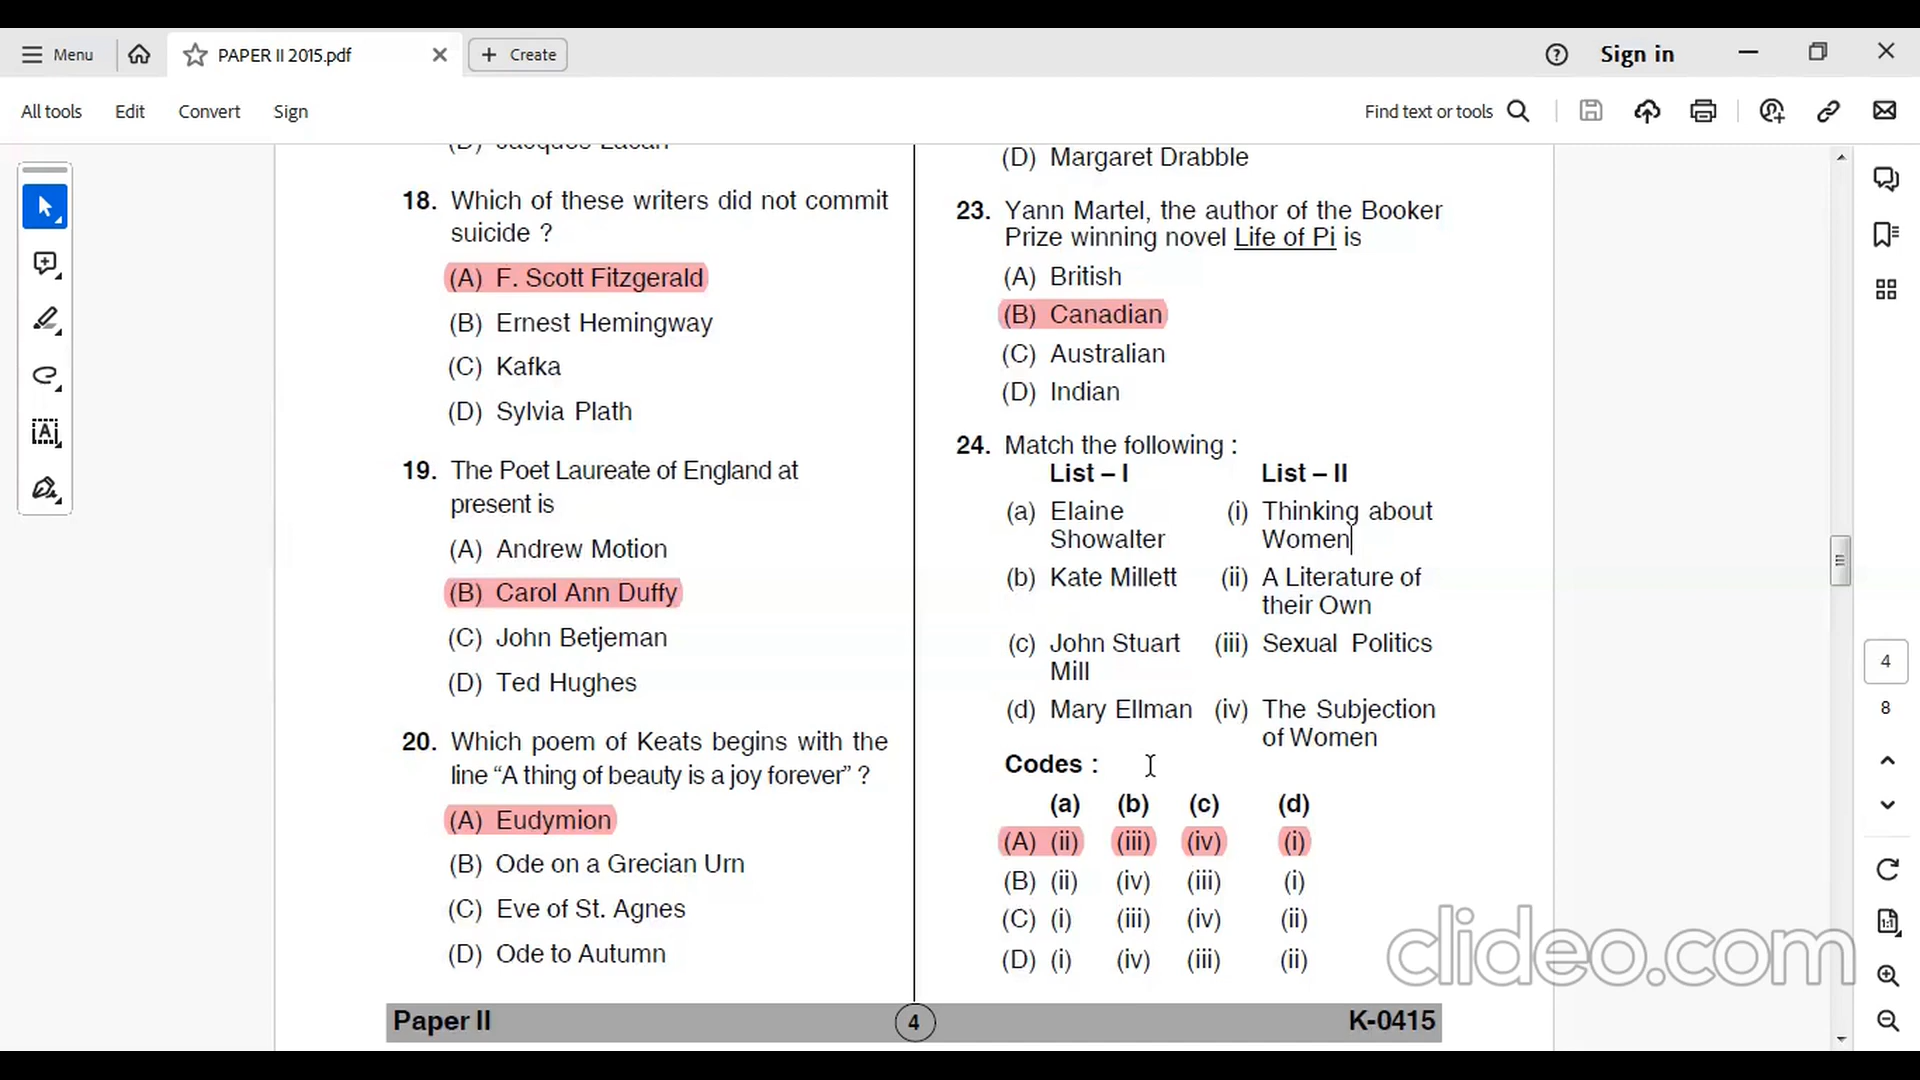 Menu
PAPER II 2015.pdf
Create
Sign in
All tools
Edit
Convert
Sign
Find text or tools
(D) Jacques Lacan
18. Which of these writers did not commit
suicide ?
(A) F. Scott Fitzgerald
(B) Ernest Hemingway
(C) Kafka
(D) Sylvia Plath
19. The Poet Laureate of England at
present is
(A) Andrew Motion
(B) Carol Ann Duffy
(C) John Betjeman
(D) Ted Hughes
20. Which poem of Keats begins with the
line “A thing of beauty is a joy forever” ?
(A) Eudymion
(B) Ode on a Grecian Urn
(C) Eve of St. Agnes
(D) Ode to Autumn
(D) Margaret Drabble
23. Yann Martel, the author of the Booker
Prize winning novel Life of Pi is
(A) British
(B) Canadian
(C) Australian
(D) Indian
24. Match the following :
List – I List – II
(a) Elaine (i) Thinking about
Showalter Women
(b) Kate Millett (ii) A Literature of
their Own
(c) John Stuart (iii) Sexual Politics
Mill
(d) Mary Ellman (iv) The Subjection
of Women
Codes :
(a) (b) (c) (d)
(A) (ii) (iii) (iv) (i)
(B) (ii) (iv) (iii) (i)
(C) (i) (iii) (iv) (ii)
(D) (i) (iv) (iii) (ii)
Paper II 4 K-0415
4
8
1:1
clideo.com